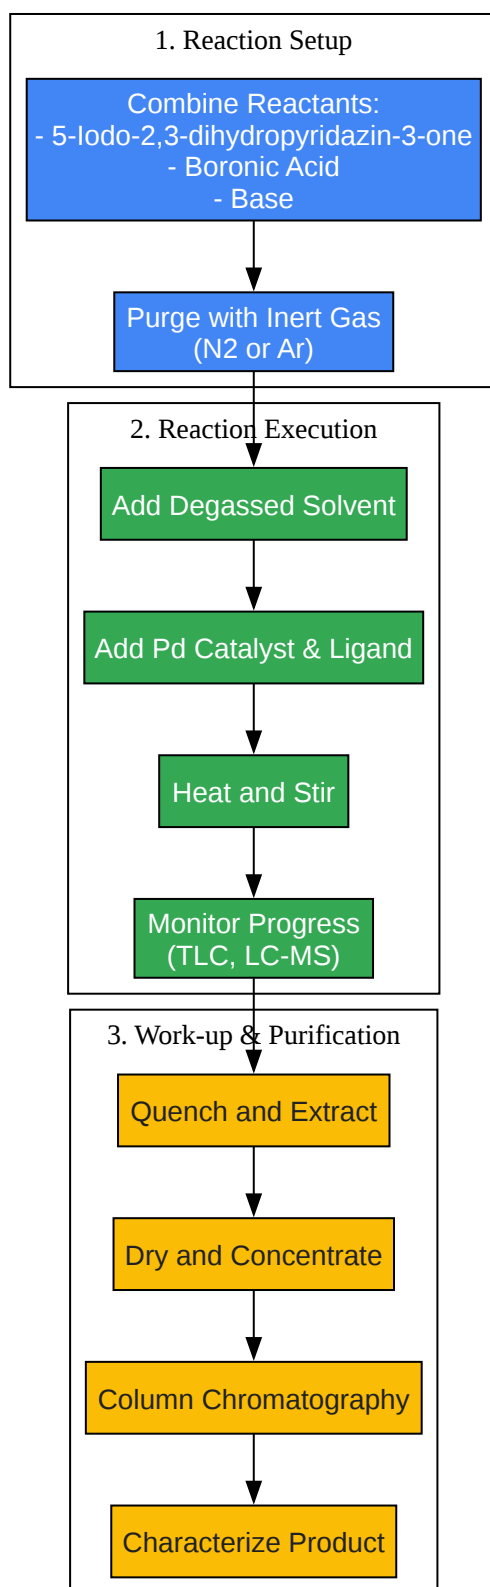 1. Reaction Setup
Combine Reactants:
- 5-Iodo-2,3-dihydropyridazin-3-one
- Boronic Acid
- Base
Purge with Inert Gas
(N2 or Ar)
2. Reaction Execution
Add Degassed Solvent
Add Pd Catalyst & Ligand
Heat and Stir
Monitor Progress
(TLC, LC-MS)
3. Work-up & Purification
Quench and Extract
Dry and Concentrate
Column Chromatography
Characterize Product